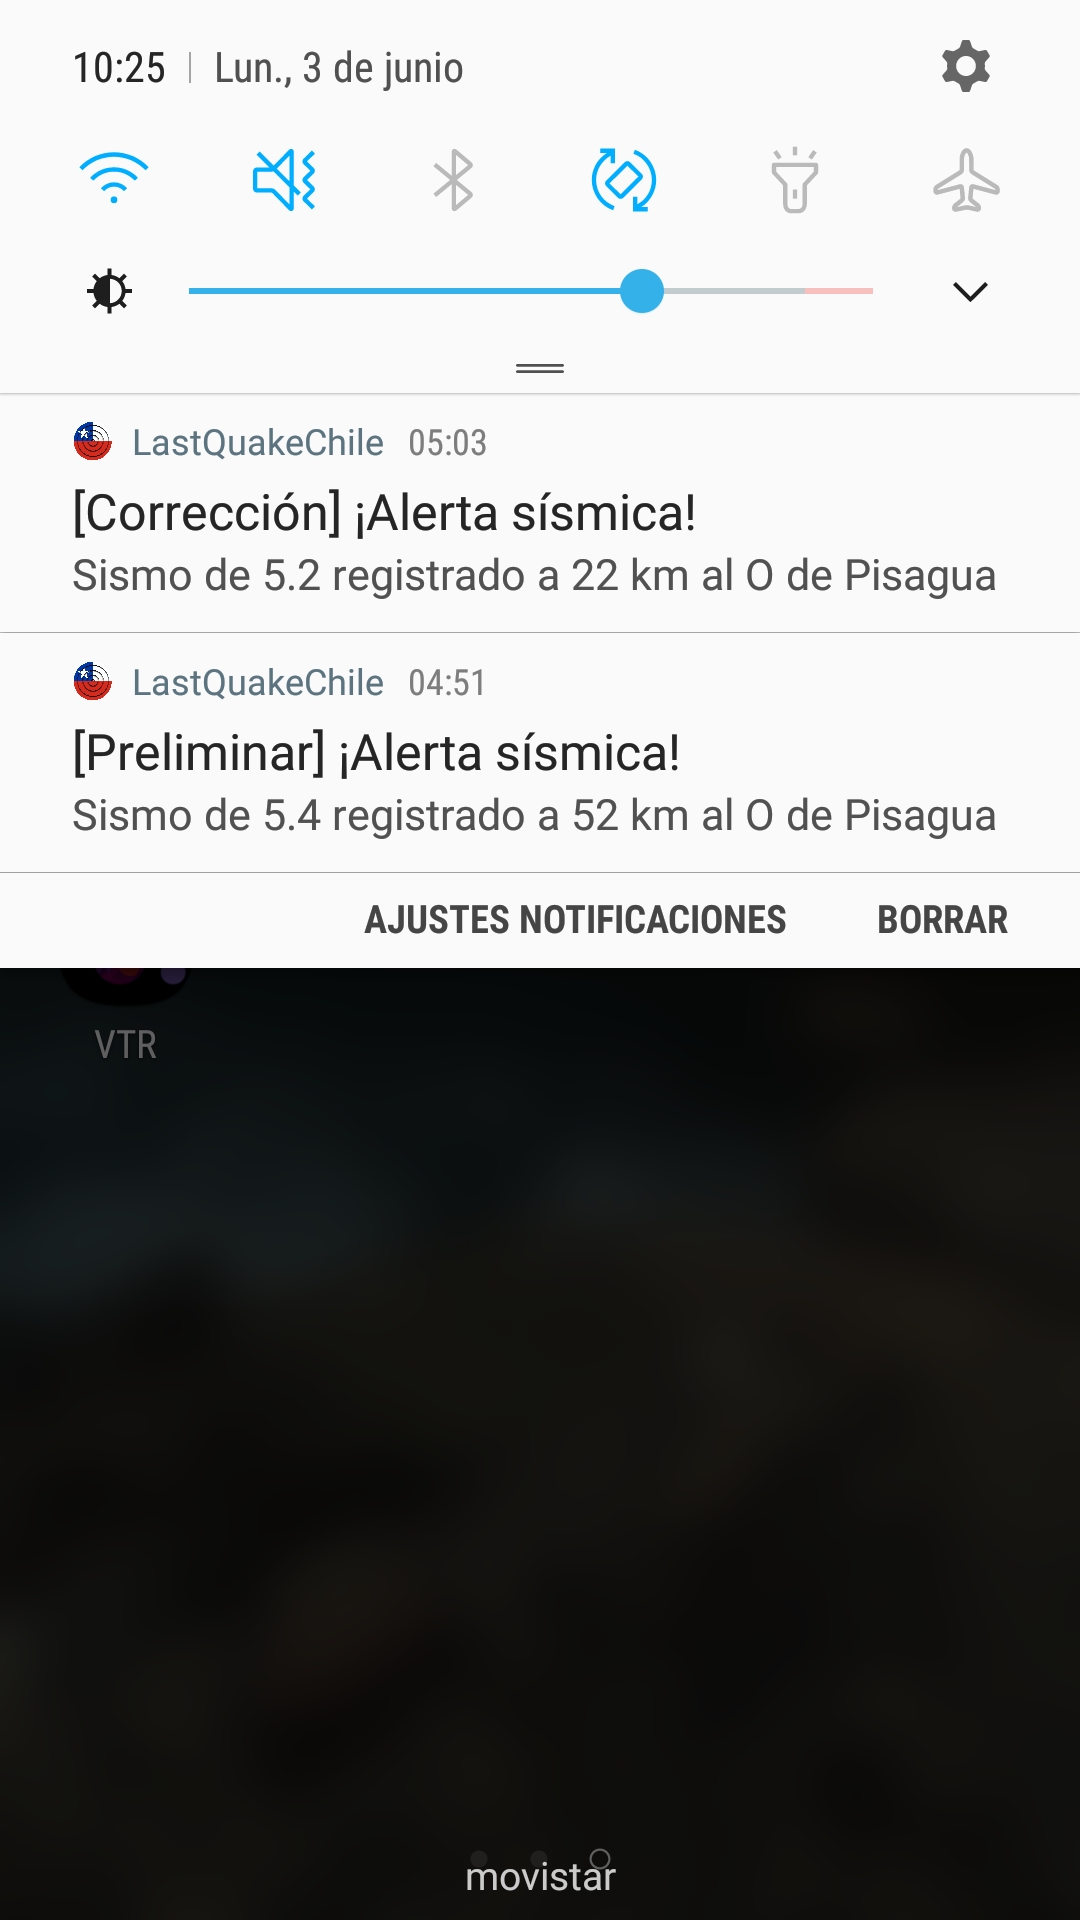 10:25 | Lun., 3 de junio
LastQuakeChile 05:03
[Corrección] ¡Alerta sísmica!
Sismo de 5.2 registrado a 22 km al O de Pisagua
LastQuakeChile 04:51
[Preliminar] ¡Alerta sísmica!
Sismo de 5.4 registrado a 52 km al O de Pisagua
AJUSTES NOTIFICACIONES BORRAR
VTR
movistar